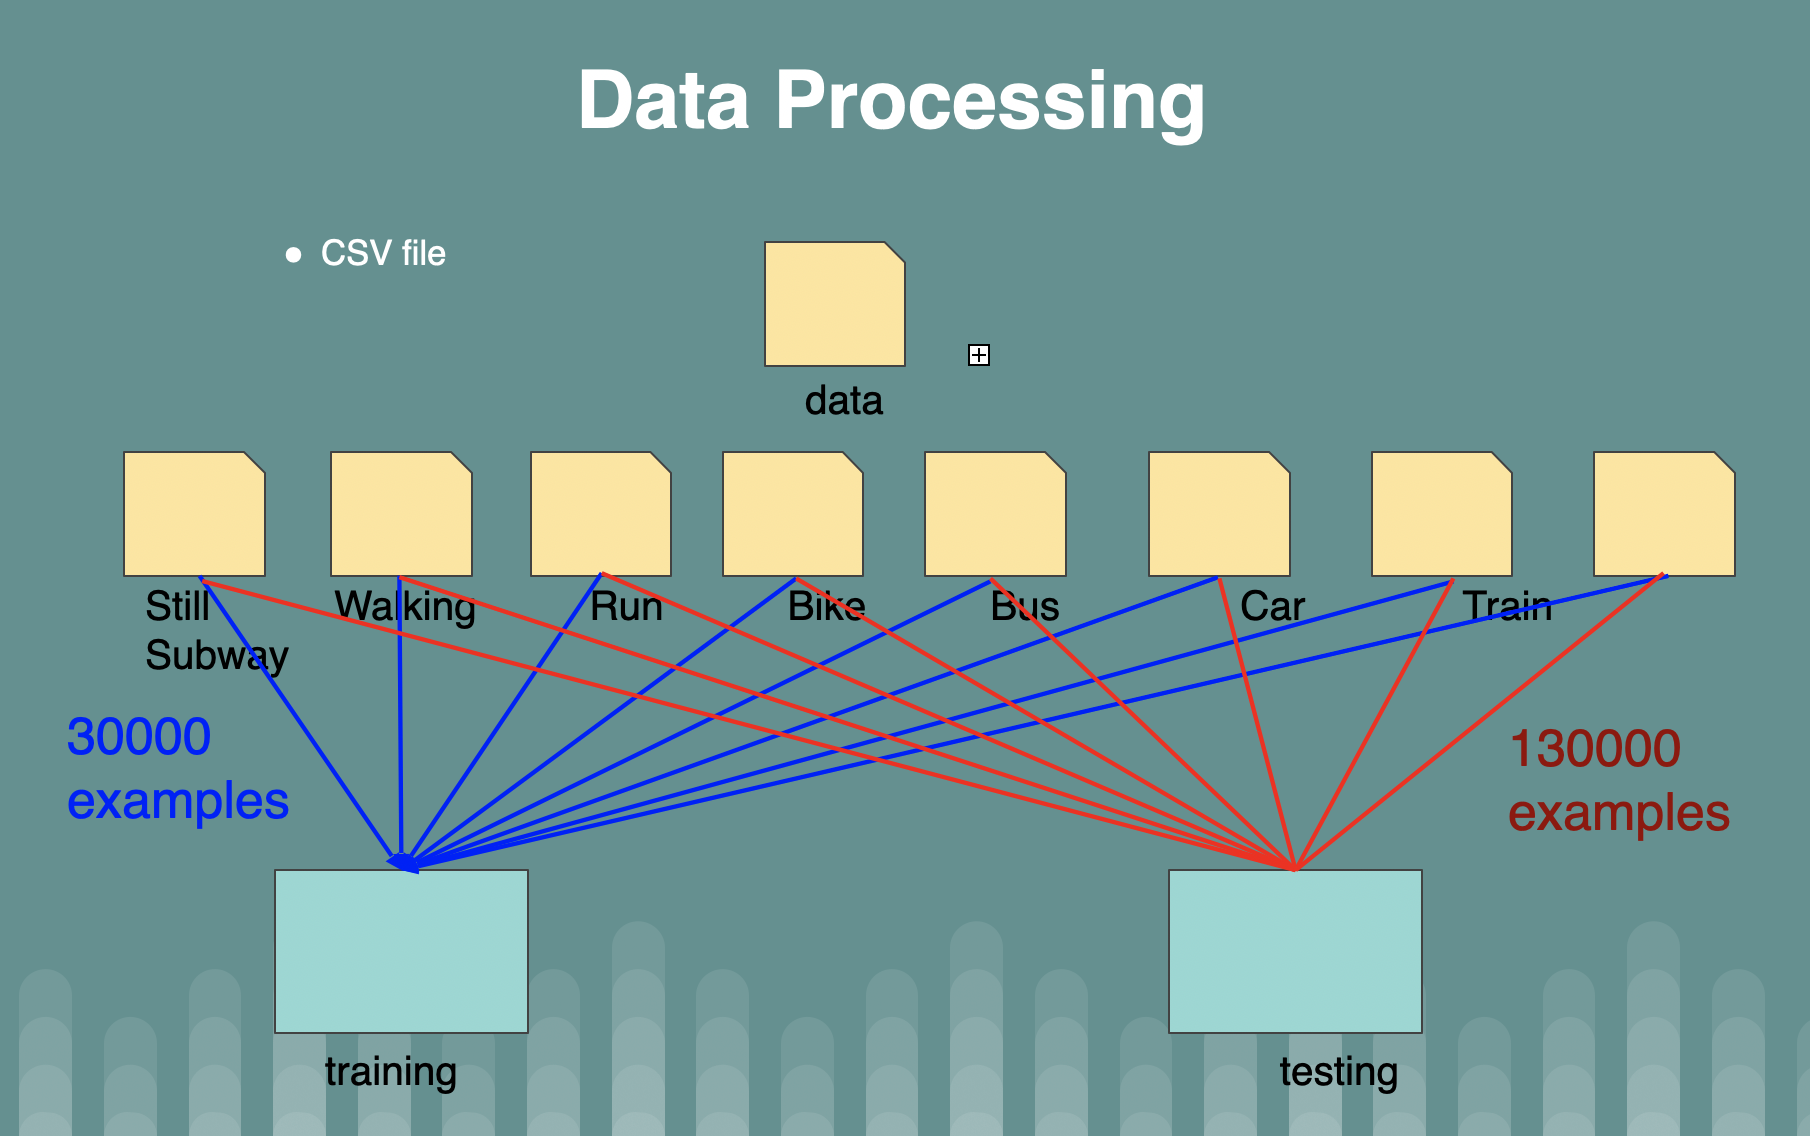 Data Processing
CSV file
data
Still Walking Run Bike Bus Car Train
Subway
30000
examples
130000
examples
training
testing